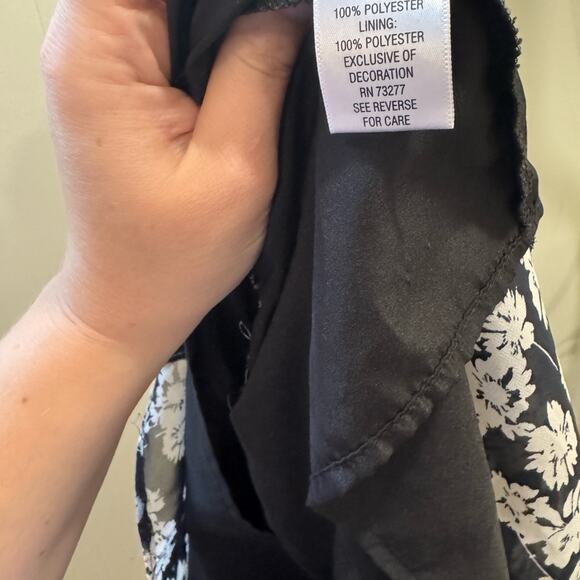 100% POLYESTER
LINING:
100% POLYESTER
EXCLUSIVE OF
DECORATION
RN 73277
SEE REVERSE
FOR CARE